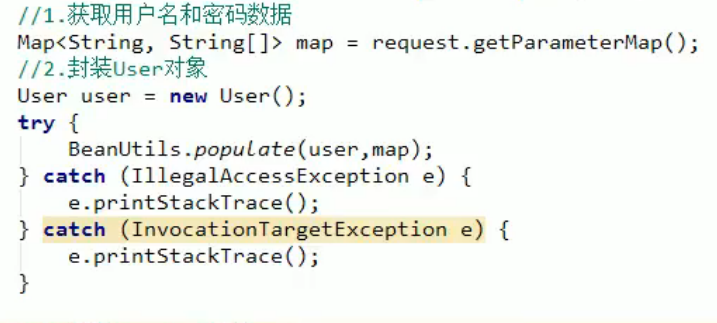 //1.获取用户名和密码数据
Map<String, String[]> map = request.getParameterMap();
//2.封装User对象
User user = new User();
try {
    BeanUtils.populate(user,map);
} catch (IllegalAccessException e) {
    e.printStackTrace();
} catch (InvocationTargetException e) {
    e.printStackTrace();
}